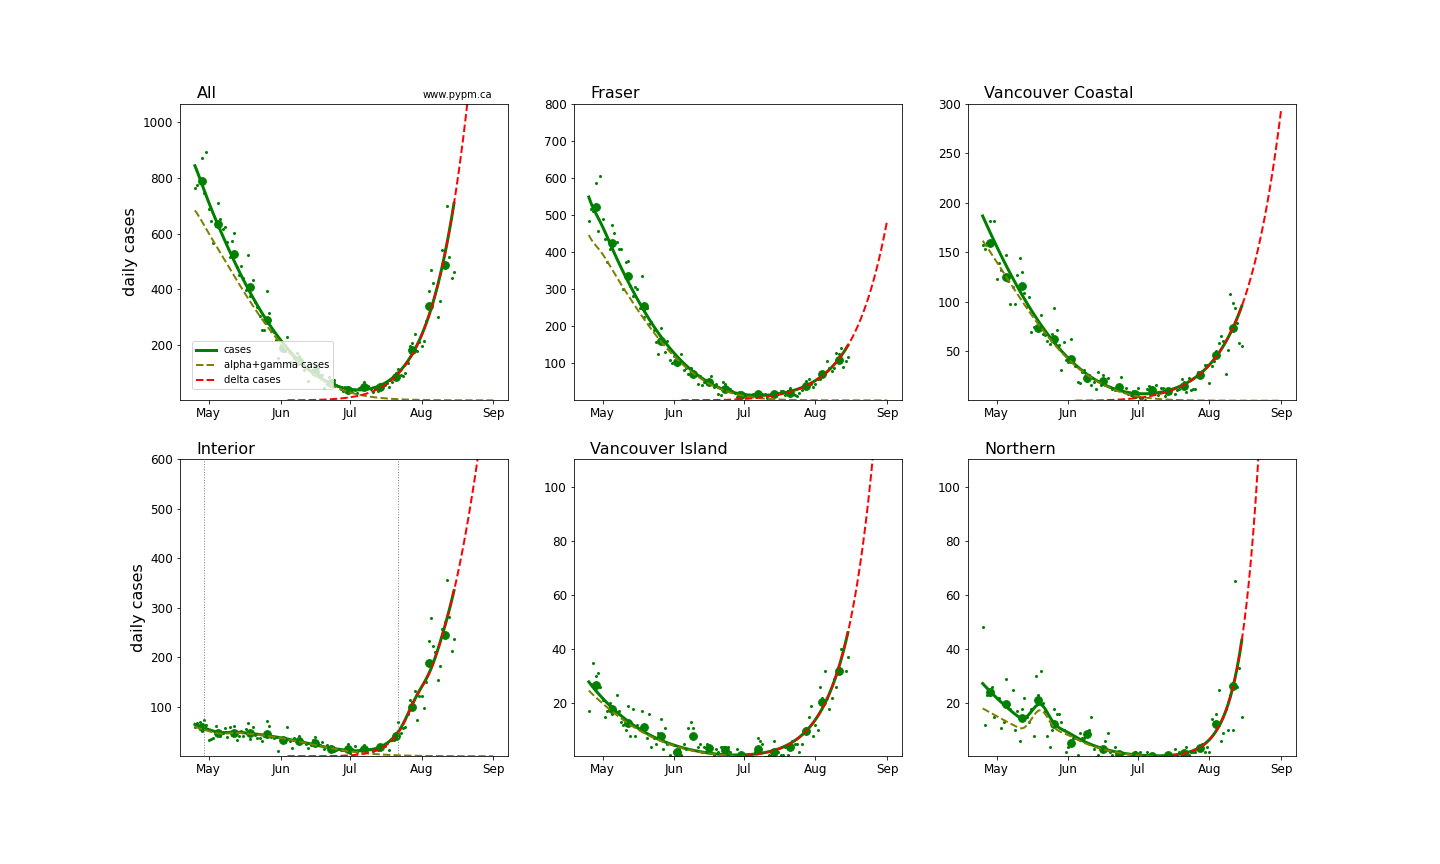 All
www.pypm.ca
Fraser
Vancouver Coastal
daily cases
1000
800
600
400
200
cases
alpha+gamma cases
delta cases
May Jun Jul Aug Sep
800
700
600
500
400
300
200
100
May Jun Jul Aug Sep
300
250
200
150
100
50
May Jun Jul Aug Sep
Interior
Vancouver Island
Northern
daily cases
600
500
400
300
200
100
May Jun Jul Aug Sep
100
80
60
40
20
May Jun Jul Aug Sep
100
80
60
40
20
May Jun Jul Aug Sep